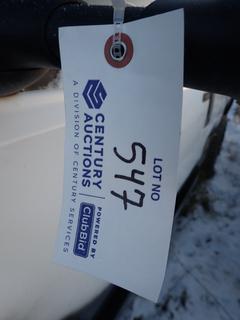 LOT NO
547
CENTURY
AUCTIONS
A DIVISION OF CENTURY SERVICES
POWERED BY
ClubBid